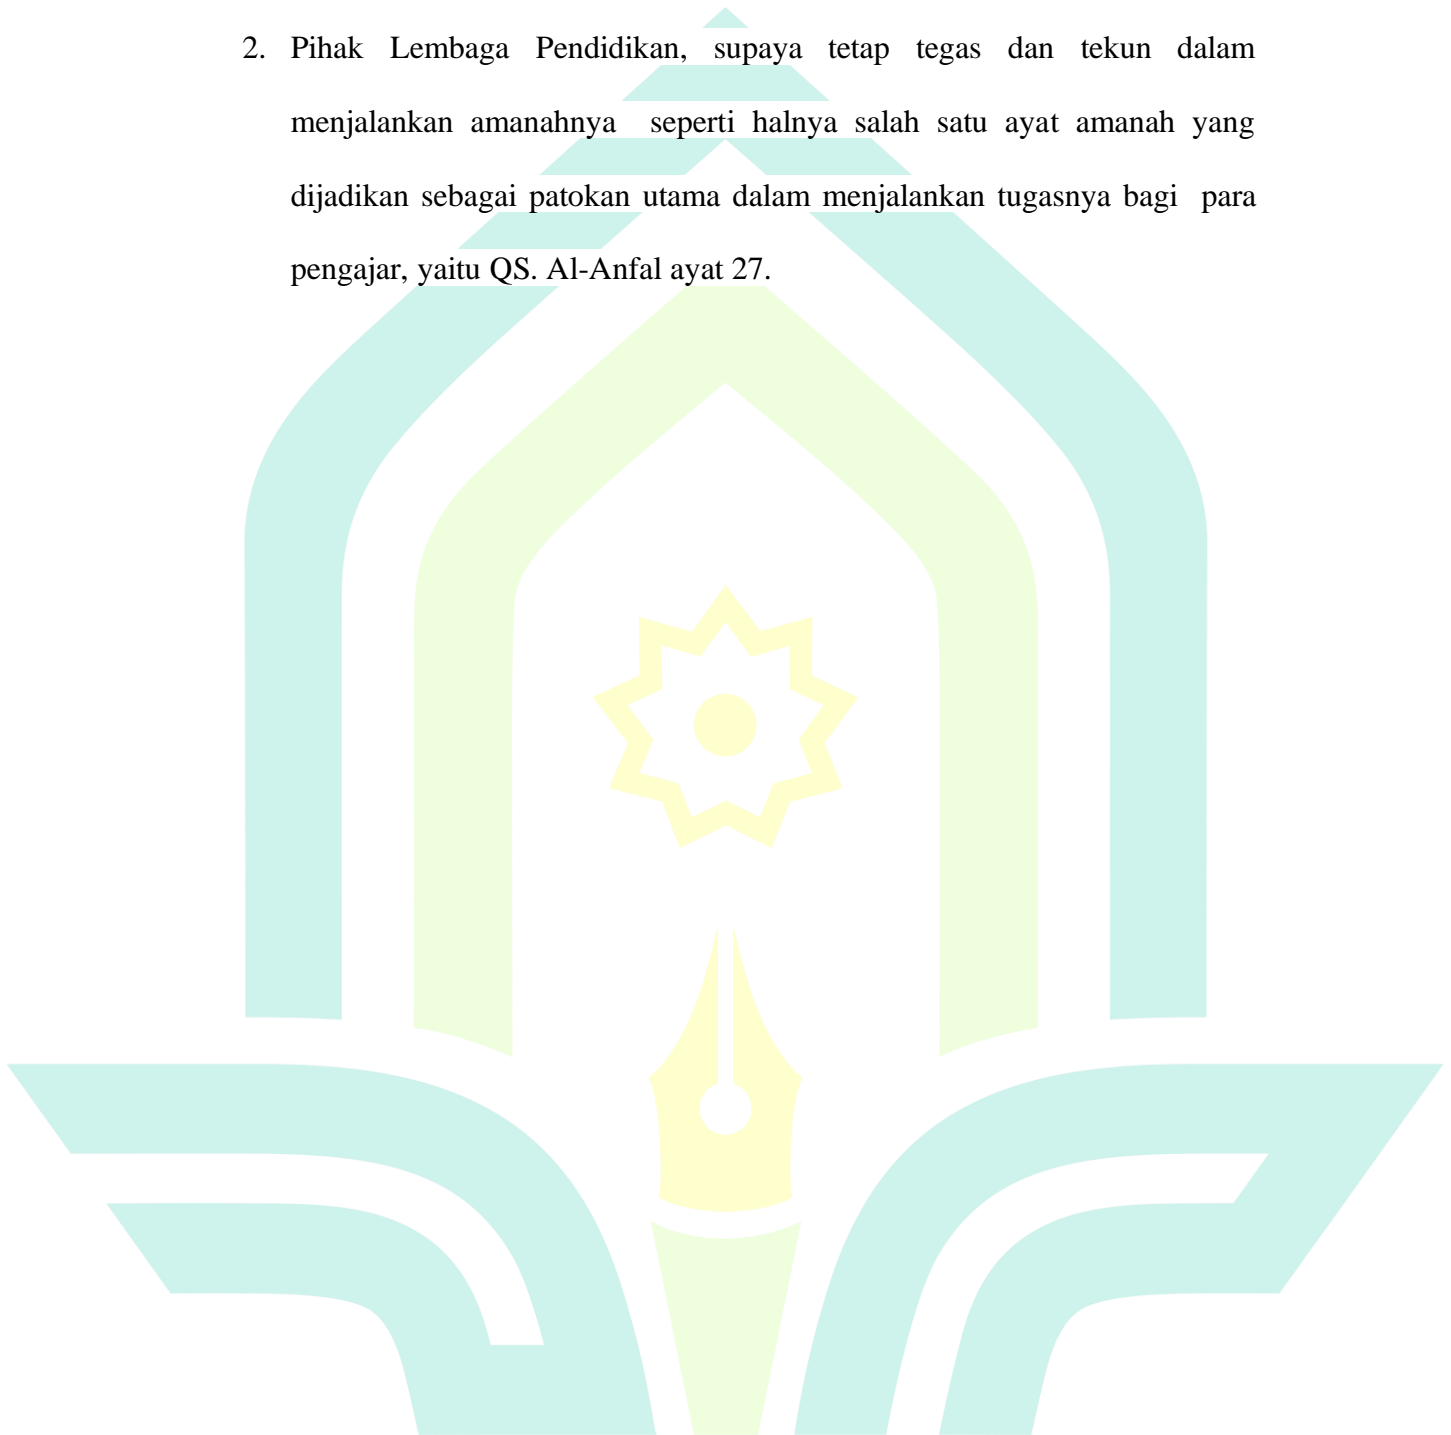 2. Pihak Lembaga Pendidikan, supaya tetap tegas dan tekun dalam
menjalankan amanahnya seperti halnya salah satu ayat amanah yang
dijadikan sebagai patokan utama dalam menjalankan tugasnya bagi para
pengajar, yaitu QS. Al-Anfal ayat 27.